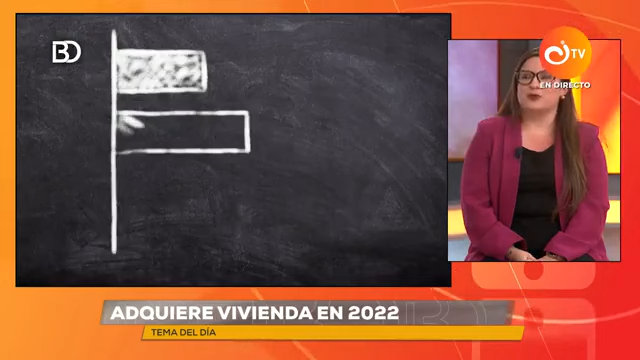 BD
TV
EN DIRECTO
ADQUIERE VIVIENDA EN 2022
TEMA DEL DÍA